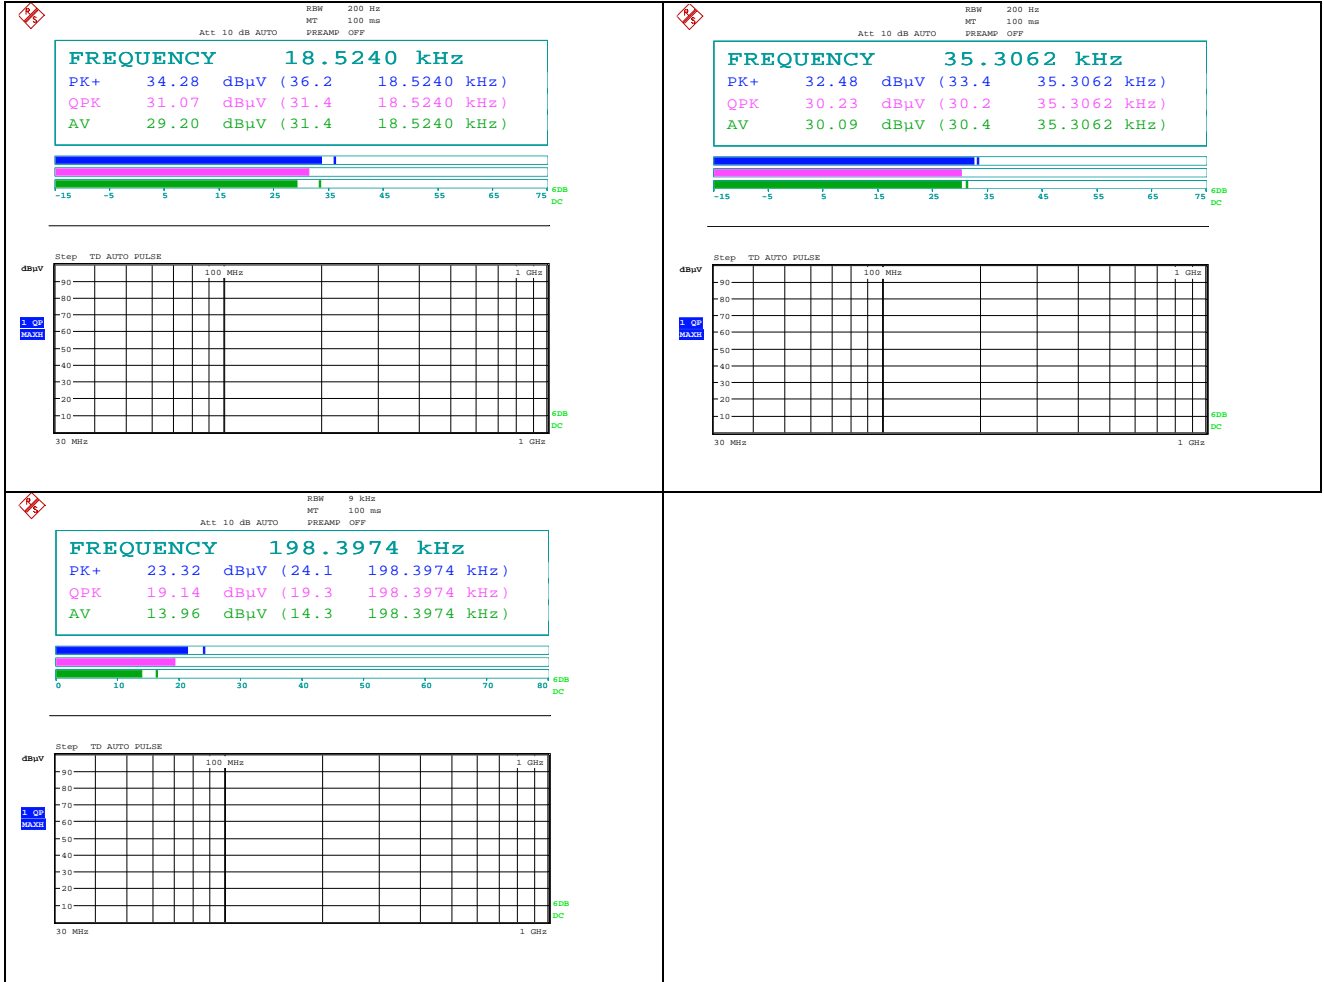 R
S
RBW 200 Hz
MT 100 ms
Att 10 dB AUTO PREAMP OFF
FREQUENCY 18.5240 kHz
PK+ 34.28 dBµV (36.2 18.5240 kHz)
QPK 31.07 dBµV (31.4 18.5240 kHz)
AV 29.20 dBµV (31.4 18.5240 kHz)
-15 -5 5 15 25 35 45 55 65 75
6DB
DC
Step TD AUTO PULSE
dBµV
100 MHz 1 GHz
90
80
70
1 QP
MAXH
60
50
40
30
20
10
6DB
DC
30 MHz 1 GHz
R
S
RBW 200 Hz
MT 100 ms
Att 10 dB AUTO PREAMP OFF
FREQUENCY 35.3062 kHz
PK+ 32.48 dBµV (33.4 35.3062 kHz)
QPK 30.23 dBµV (30.2 35.3062 kHz)
AV 30.09 dBµV (30.4 35.3062 kHz)
-15 -5 5 15 25 35 45 55 65 75
6DB
DC
Step TD AUTO PULSE
dBµV
100 MHz 1 GHz
90
80
70
1 QP
MAXH
60
50
40
30
20
10
6DB
DC
30 MHz 1 GHz
R
S
RBW 9 kHz
MT 100 ms
Att 10 dB AUTO PREAMP OFF
FREQUENCY 198.3974 kHz
PK+ 23.32 dBµV (24.1 198.3974 kHz)
QPK 19.14 dBµV (19.3 198.3974 kHz)
AV 13.96 dBµV (14.3 198.3974 kHz)
0 10 20 30 40 50 60 70 80
6DB
DC
Step TD AUTO PULSE
dBµV
100 MHz 1 GHz
90
80
70
1 QP
MAXH
60
50
40
30
20
10
6DB
DC
30 MHz 1 GHz